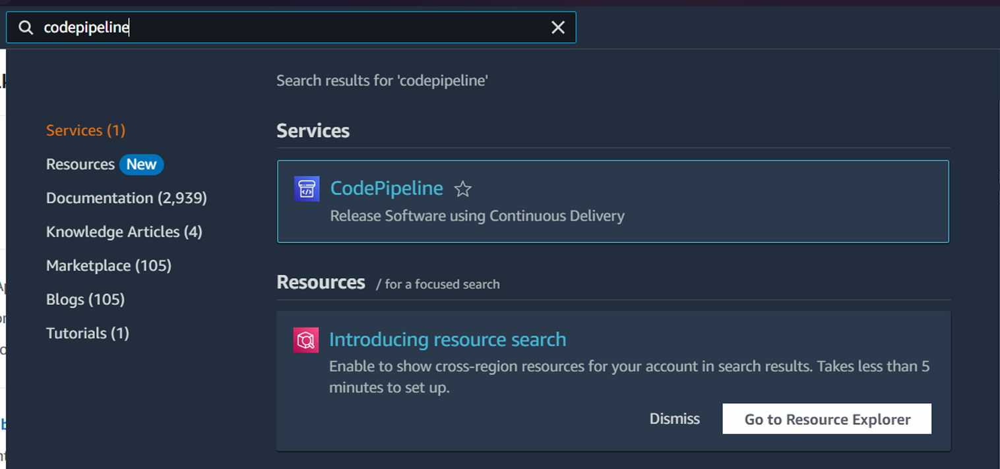 codepipeline
Search results for 'codepipeline'
Services (1)
Resources New
Documentation (2,939)
Knowledge Articles (4)
Marketplace (105)
Blogs (105)
Tutorials (1)
Services
CodePipeline
Release Software using Continuous Delivery
Resources / for a focused search
Introducing resource search
Enable to show cross-region resources for your account in search results. Takes less than 5
minutes to set up.
Dismiss
Go to Resource Explorer